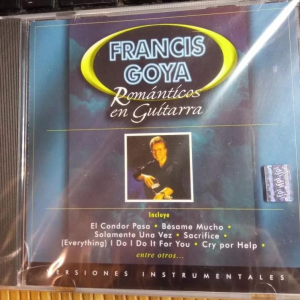 FRANCIS
GOYA
Románticos
en Guitarra
Incluye
El Condor Pasa • Bésame Mucho •
Solamente Una Vez • Sacrifice •
(Everything) I Do I Do It For You • Cry por Help •
entre otros...
ERSIONES INSTRUMENTALES